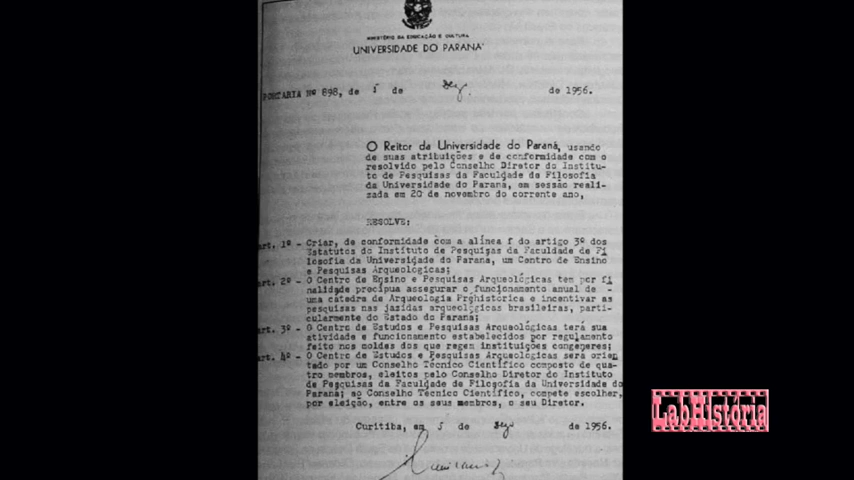 MINISTÉRIO DA EDUCAÇÃO E CULTURA
UNIVERSIDADE DO PARANÁ
PORTARIA Nº 898, de 5 de dez. de 1956.
O Reitor da Universidade do Paraná, usando
de suas atribuições e de conformidade com o
resolvido pelo Conselho Diretor do Institu-
to de Pesquisas da Faculdade de Filosofia
da Universidade do Paraná, em sessão reali-
zada em 20 de novembro do corrente ano,
RESOLVE:
art. 1º - Criar, de conformidade com a alínea f do artigo 3º dos
Estatutos do Instituto de Pesquisas da Faculdade de Fi
losofia da Universidade do Paraná, um Centro de Ensino
e Pesquisas Arqueológicas;
art. 2º - O Centro de Ensino e Pesquisas Arqueológicas tem por fi
nalidade precípua assegurar o funcionamento anual de -
uma cátedra de Arqueologia Préhistórica e incentivar as
pesquisas nas jazidas arqueológicas brasileiras, parti-
cularmente do Estado do Paraná;
art. 3º - O Centro de Estudos e Pesquisas Arqueológicas terá sua
atividade e funcionamento estabelecidos por regulamento
feito nos moldes dos que regem instituições congêneres;
art. 4º - O Centro de Estudos e Pesquisas Arqueológicas será orien
tado por um Conselho Técnico Científico composto de qua-
tro membros, eleitos pelo Conselho Diretor do Instituto
de Pesquisas da Faculdade de Filosofia da Universidade do
Paraná; ao Conselho Técnico Científico, compete escolher,
por eleição, entre os seus membros, o seu Diretor.
Curitiba, em 5 de dez de 1956.
LabHistória